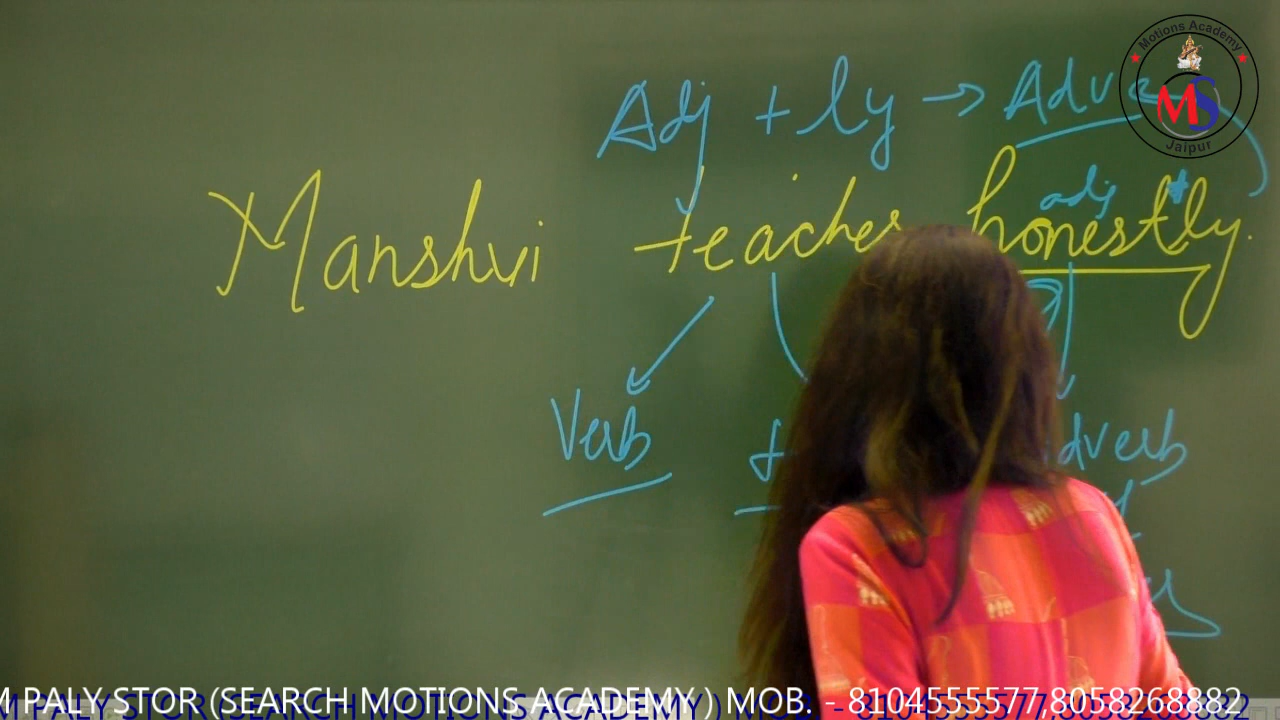 Motions Academy
MS
Jaipur
Adj + ly → Adve
adj +
Manshvi teaches honestly.
Verb adverb
M PALY STOR (SEARCH MOTIONS ACADEMY ) MOB. - 8104555577,8058268882